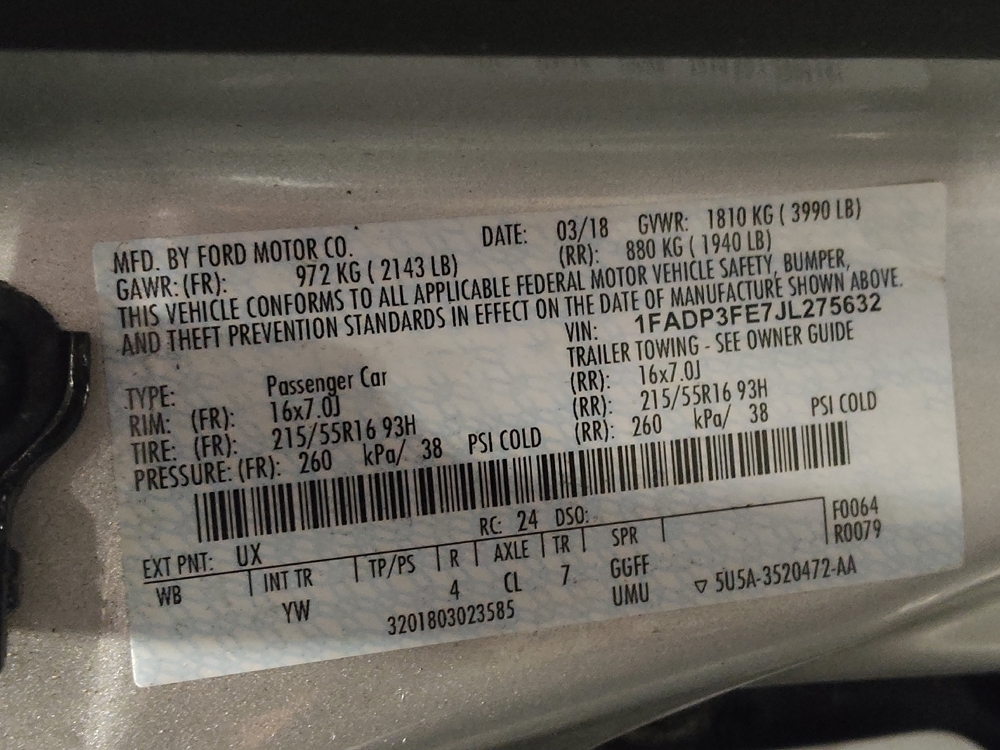 MFD. BY FORD MOTOR CO. DATE: 03/18 GVWR: 1810 KG ( 3990 LB)
GAWR: (FR): 972 KG ( 2143 LB) (RR): 880 KG ( 1940 LB)
THIS VEHICLE CONFORMS TO ALL APPLICABLE FEDERAL MOTOR VEHICLE SAFETY, BUMPER,
AND THEFT PREVENTION STANDARDS IN EFFECT ON THE DATE OF MANUFACTURE SHOWN ABOVE.
VIN: 1FADP3FE7JL275632
TYPE: Passenger Car TRAILER TOWING - SEE OWNER GUIDE
RIM: (FR): 16x7.0J (RR): 16x7.0J
TIRE: (FR): 215/55R16 93H (RR): 215/55R16 93H
PRESSURE: (FR): 260 kPa/ 38 PSI COLD (RR): 260 kPa/ 38 PSI COLD
EXT PNT: UX RC: 24 DSO: F0064
R0079
WB INT TR TP/PS R AXLE TR SPR
YW 4 CL 7 GGFF
3201803023585 UMU ▽ 5U5A-3520472-AA